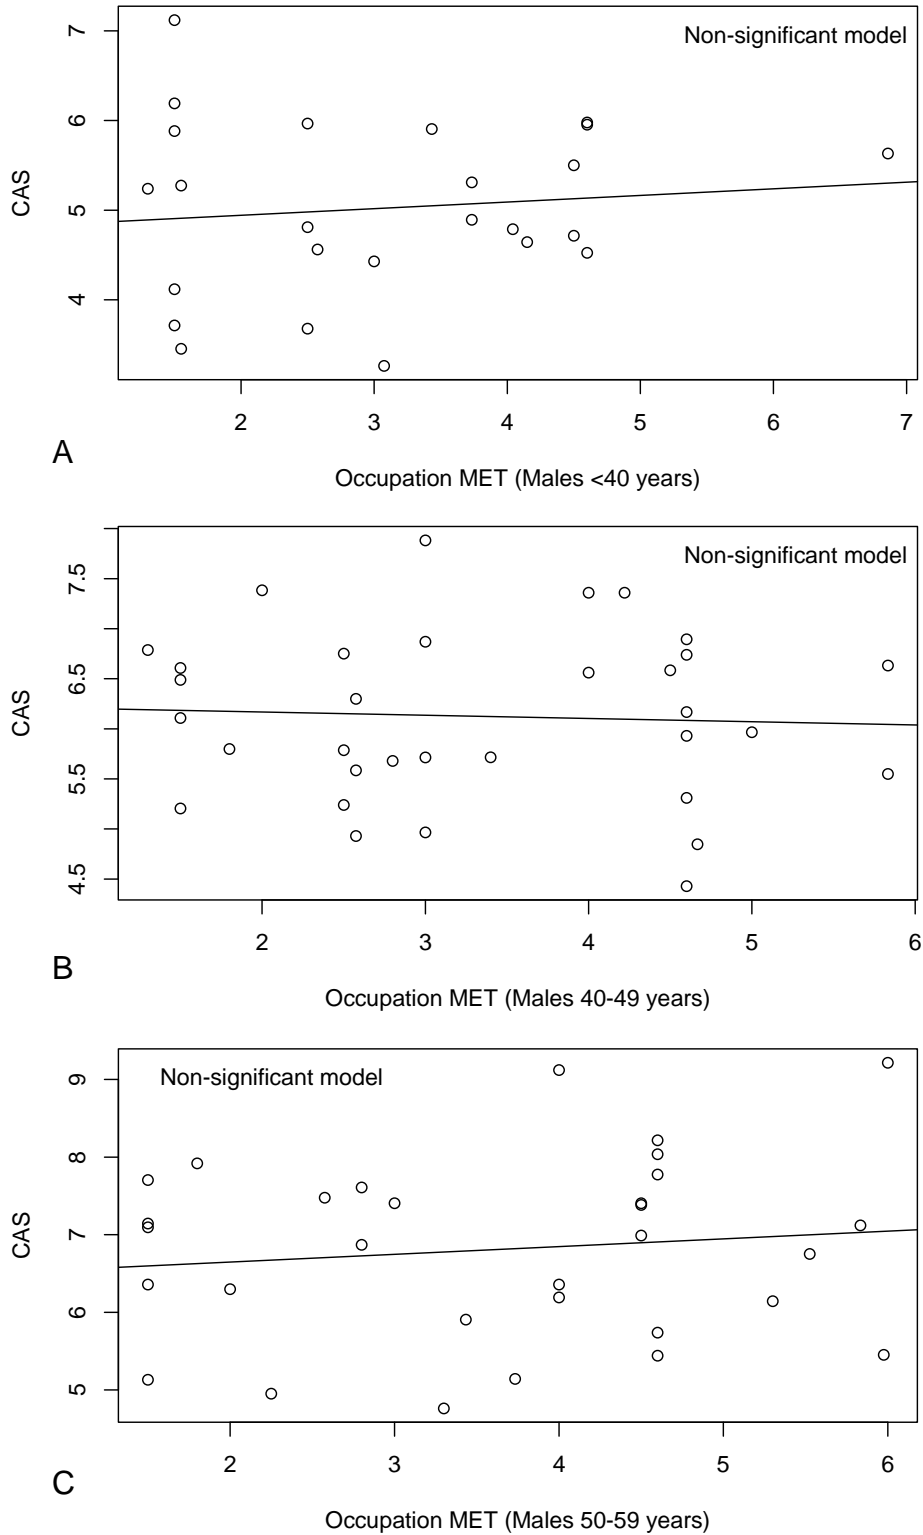 Non-significant model
7
6
5
4
CAS
2 3 4 5 6 7
A
Occupation MET (Males <40 years)
Non-significant model
7.5
6.5
5.5
4.5
CAS
2 3 4 5 6
B
Occupation MET (Males 40-49 years)
Non-significant model
9
8
7
6
5
CAS
2 3 4 5 6
C
Occupation MET (Males 50-59 years)